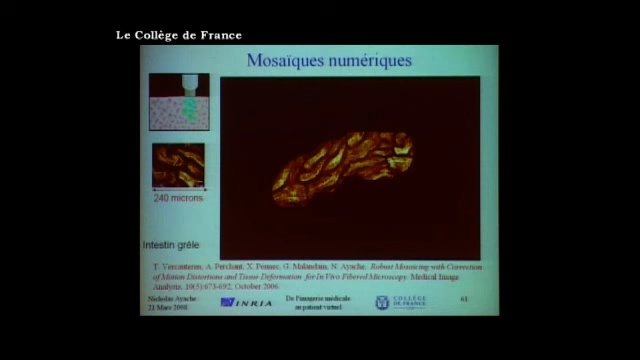 Le Collège de France
Mosaïques numériques
240 microns
Intestin grêle
T. Vercauteren, A. Perchant, X. Pennec, G. Malandain, N. Ayache. Robust Mosaicing with Correction
of Motion Distortions and Tissue Deformation for In Vivo Fibered Microscopy. Medical Image
Analysis, 10(5):673-692, October 2006.
Nicholas Ayache
21 Mars 2008
INRIA
De l'imagerie médicale
au patient virtuel
COLLÈGE
DE FRANCE
61